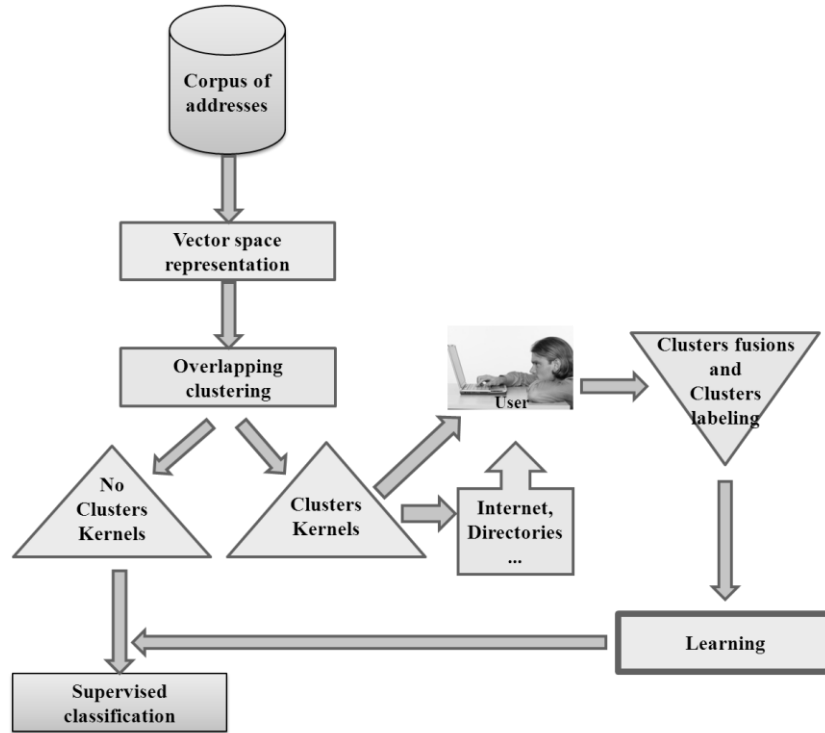 Corpus of
addresses
Vector space
representation
Overlapping
clustering
User
Clusters fusions
and
Clusters
labeling
No
Clusters
Kernels
Clusters
Kernels
Internet,
Directories
...
Learning
Supervised
classification